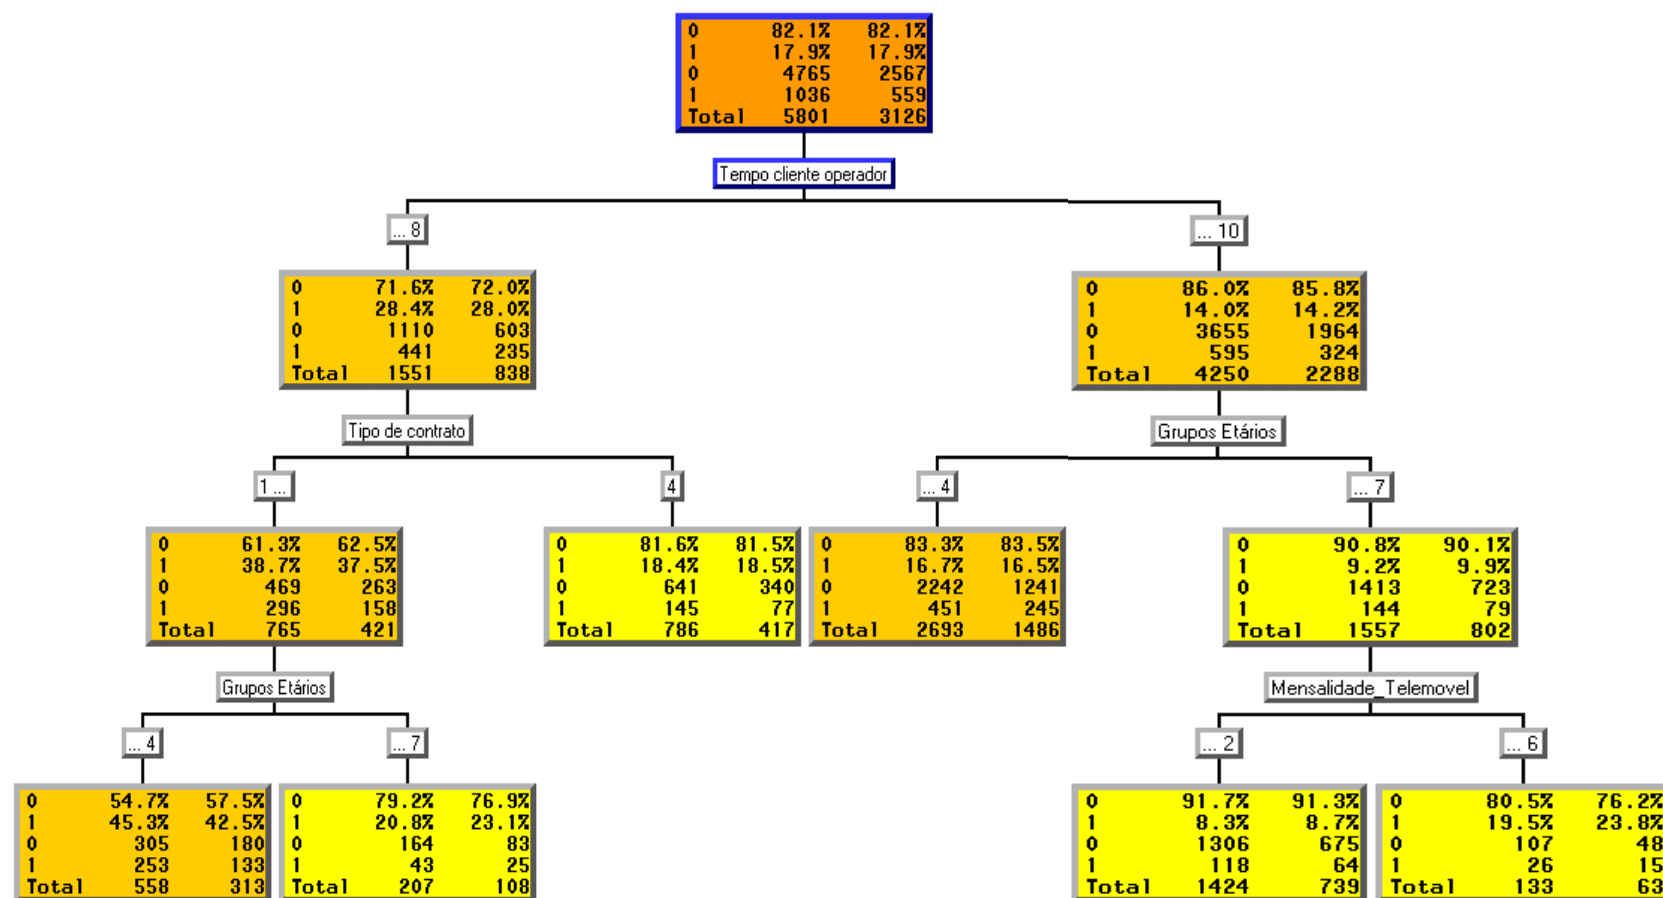 0 82.1% 82.1%
1 17.9% 17.9%
0 4765 2567
1 1036 559
Total 5801 3126
Tempo cliente operador
... 8
... 10
0 71.6% 72.0%
1 28.4% 28.0%
0 1110 603
1 441 235
Total 1551 838
0 86.0% 85.8%
1 14.0% 14.2%
0 3655 1964
1 595 324
Total 4250 2288
Tipo de contrato
Grupos Etários
1 ...
4
... 4
... 7
0 61.3% 62.5%
1 38.7% 37.5%
0 469 263
1 296 158
Total 765 421
0 81.6% 81.5%
1 18.4% 18.5%
0 641 340
1 145 77
Total 786 417
0 83.3% 83.5%
1 16.7% 16.5%
0 2242 1241
1 451 245
Total 2693 1486
0 90.8% 90.1%
1 9.2% 9.9%
0 1413 723
1 144 79
Total 1557 802
Grupos Etários
Mensalidade_Telemovel
... 4
... 7
... 2
... 6
0 54.7% 57.5%
1 45.3% 42.5%
0 305 180
1 253 133
Total 558 313
0 79.2% 76.9%
1 20.8% 23.1%
0 164 83
1 43 25
Total 207 108
0 91.7% 91.3%
1 8.3% 8.7%
0 1306 675
1 118 64
Total 1424 739
0 80.5% 76.2%
1 19.5% 23.8%
0 107 48
1 26 15
Total 133 63